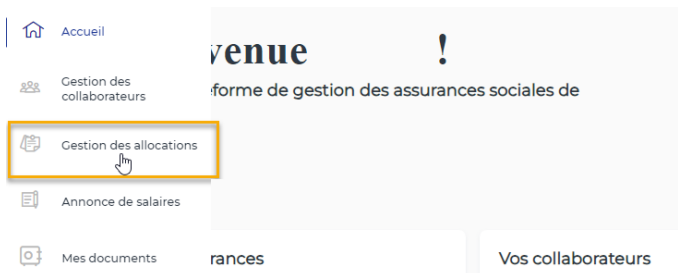 Accueil
venue !
Gestion des
collaborateurs
eforme de gestion des assurances sociales de
Gestion des allocations
Annonce de salaires
Mes documents
rances
Vos collaborateurs